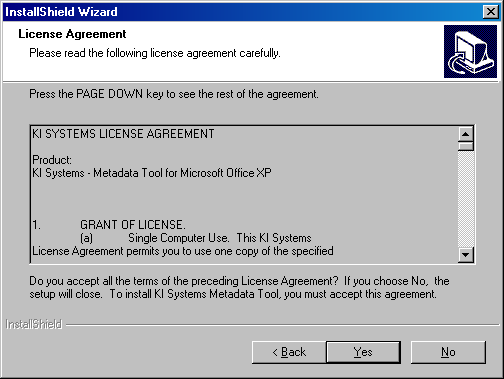 InstallShield Wizard
License Agreement
Please read the following license agreement carefully.
Press the PAGE DOWN key to see the rest of the agreement.
KI SYSTEMS LICENSE AGREEMENT
Product:
KI Systems - Metadata Tool for Microsoft Office XP
1. GRANT OF LICENSE.
(a) Single Computer Use. This KI Systems
License Agreement permits you to use one copy of the specified
Do you accept all the terms of the preceding License Agreement? If you choose No, the
setup will close. To install KI Systems Metadata Tool, you must accept this agreement.
InstallShield
< Back Yes No